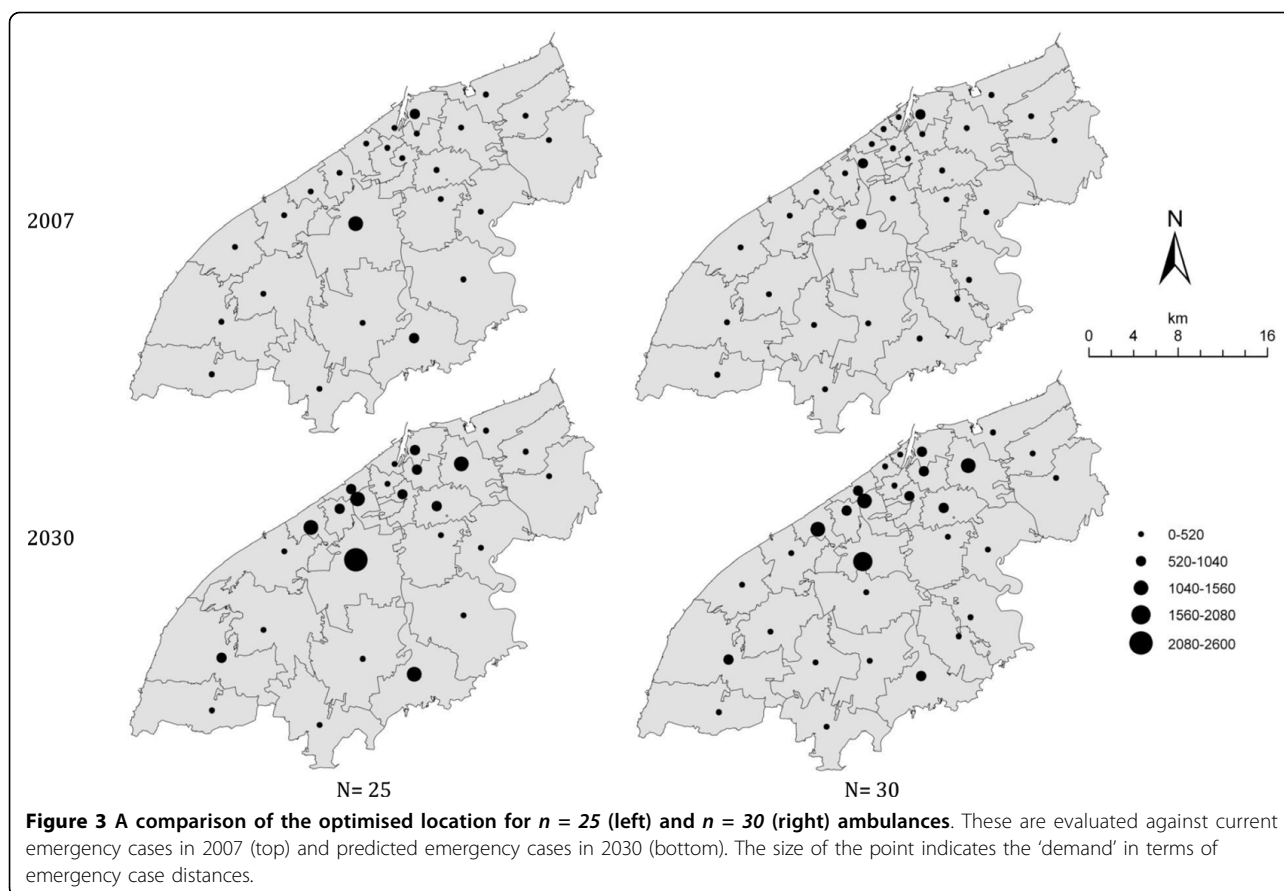 2007
N
km
0 4 8 16
2030
0-520
520-1040
1040-1560
1560-2080
2080-2600
N= 25 N= 30
Figure 3 A comparison of the optimised location for n = 25 (left) and n = 30 (right) ambulances. These are evaluated against current
emergency cases in 2007 (top) and predicted emergency cases in 2030 (bottom). The size of the point indicates the ‘demand’ in terms of
emergency case distances.